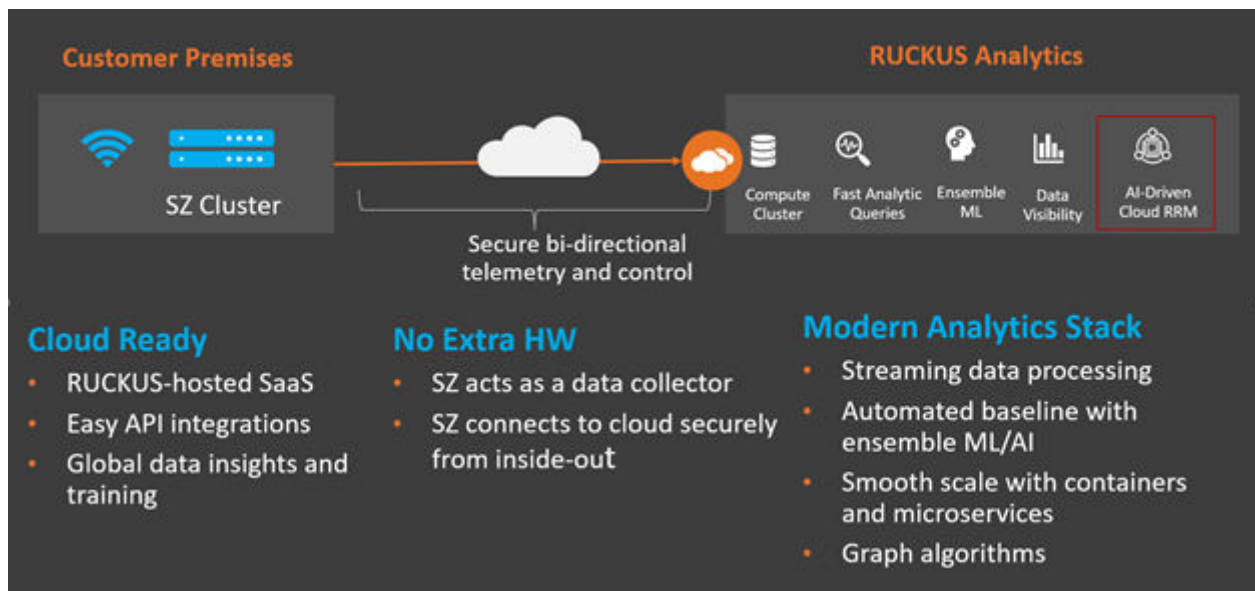 Customer Premises
RUCKUS Analytics
SZ Cluster
Compute
Cluster
Fast Analytic
Queries
Ensemble
ML
Data
Visibility
AI-Driven
Cloud RRM
Secure bi-directional
telemetry and control
Cloud Ready
• RUCKUS-hosted SaaS
• Easy API integrations
• Global data insights and
training
No Extra HW
• SZ acts as a data collector
• SZ connects to cloud securely
from inside-out
Modern Analytics Stack
• Streaming data processing
• Automated baseline with
ensemble ML/AI
• Smooth scale with containers
and microservices
• Graph algorithms